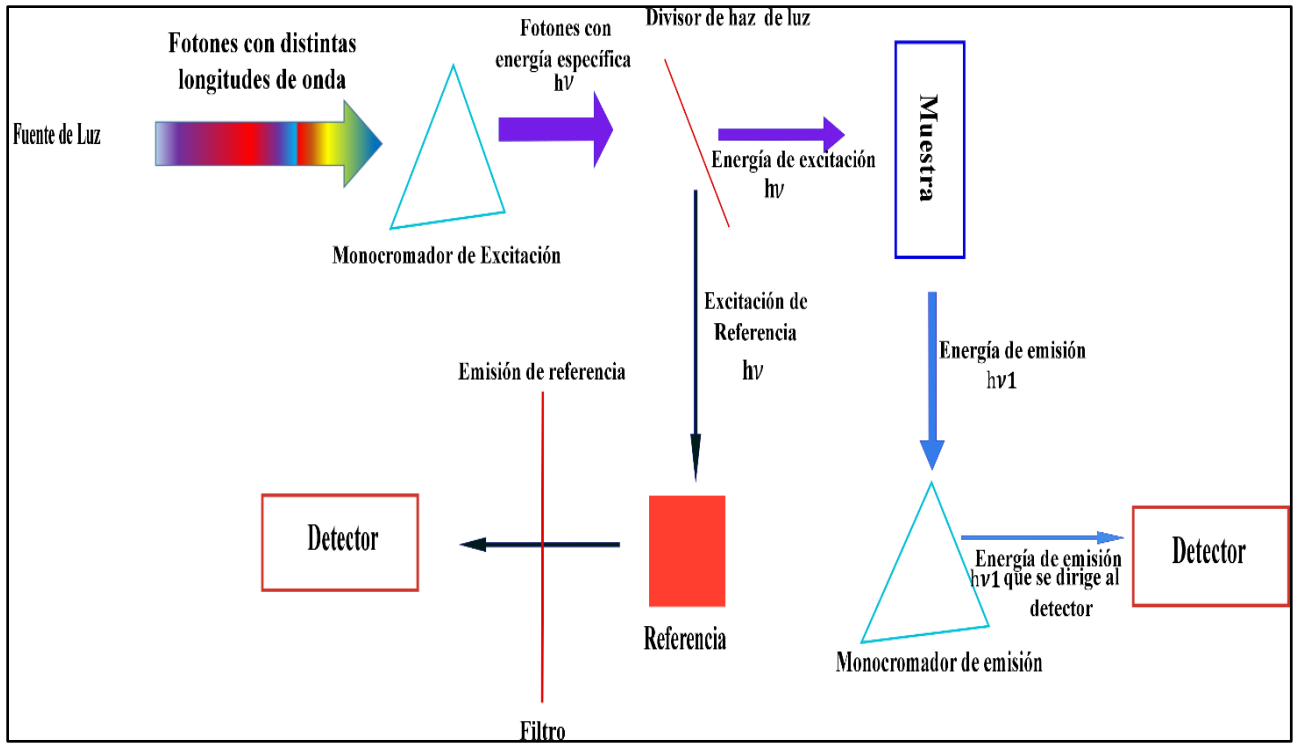 Fuente de Luz
Fotones con distintas
longitudes de onda
Monocromador de Excitación
Fotones con
energía específica
hν
Divisor de haz de luz
Energía de excitación
hν
Muestra
Excitación de
Referencia
hν
Energía de emisión
hν1
Emisión de referencia
Detector
Filtro
Referencia
Monocromador de emisión
Energía de emisión
hν1 que se dirige al
detector
Detector